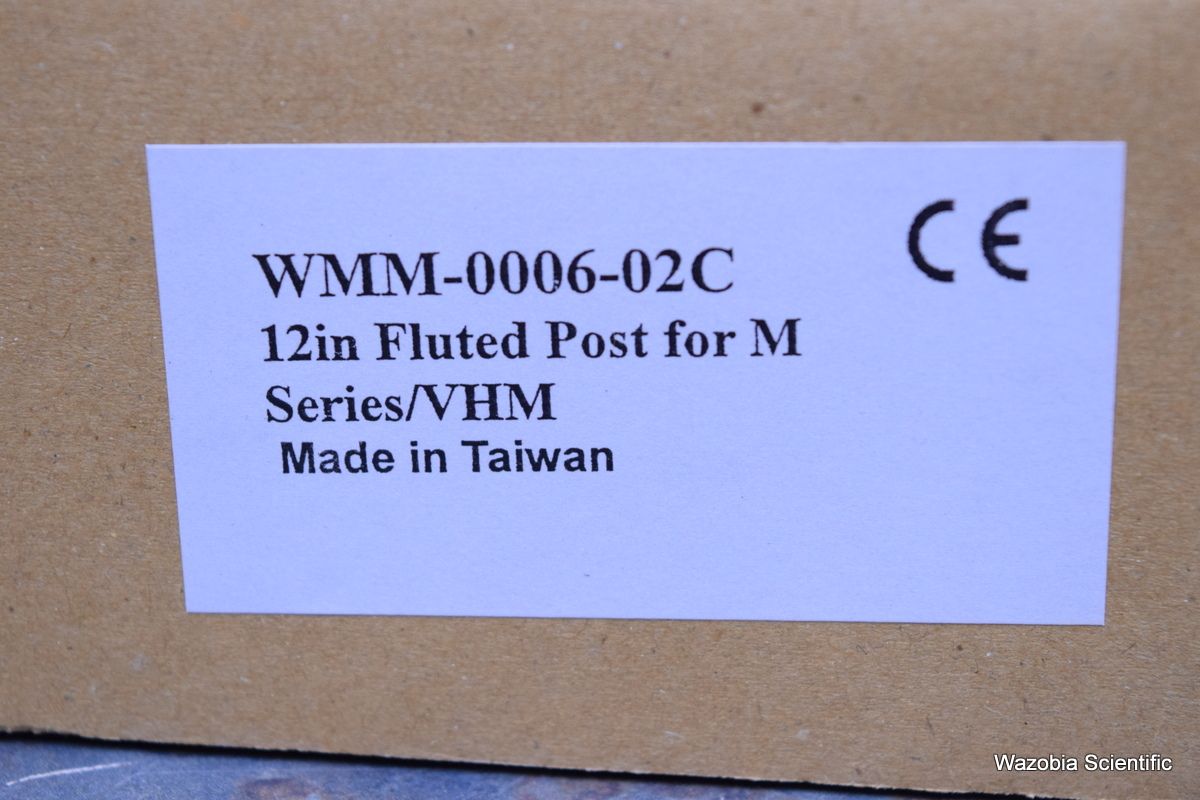 CE
WMM-0006-02C
12in Fluted Post for M
Series/VHM
Made in Taiwan
Wazobia Scientific